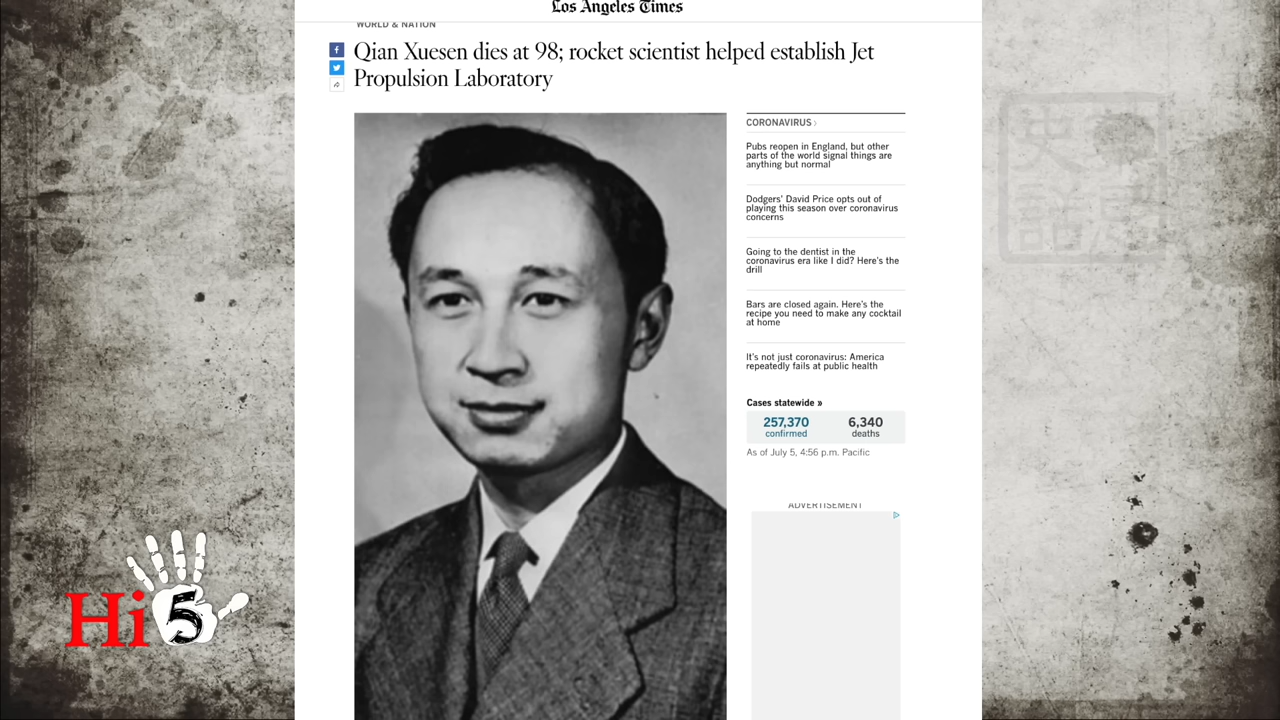 Los Angeles Times
WORLD & NATION
Qian Xuesen dies at 98; rocket scientist helped establish Jet
Propulsion Laboratory
CORONAVIRUS
Pubs reopen in England, but other
parts of the world signal things are
anything but normal
Dodgers' David Price opts out of
playing this season over coronavirus
concerns
Going to the dentist in the
coronavirus era like I did? Here's the
drill
Bars are closed again. Here's the
recipe you need to make any cocktail
at home
It's not just coronavirus: America
repeatedly fails at public health
Cases statewide »
257,370 6,340
confirmed deaths
As of July 5, 4:56 p.m. Pacific
ADVERTISEMENT
Hi 5